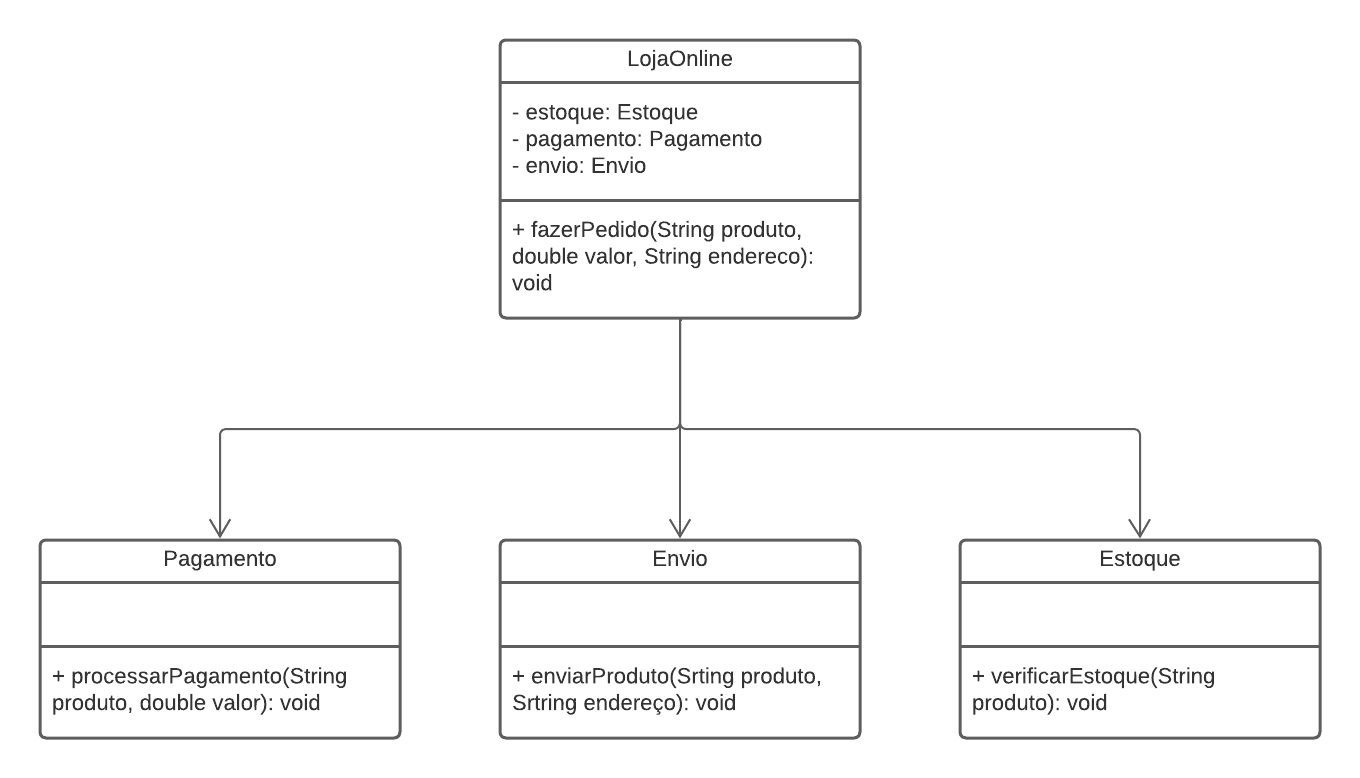 LojaOnline
- estoque: Estoque
- pagamento: Pagamento
- envio: Envio
+ fazerPedido(String produto,
double valor, String endereco):
void
Pagamento
+ processarPagamento(String
produto, double valor): void
Envio
+ enviarProduto(Srting produto,
Srtring endereço): void
Estoque
+ verificarEstoque(String
produto): void